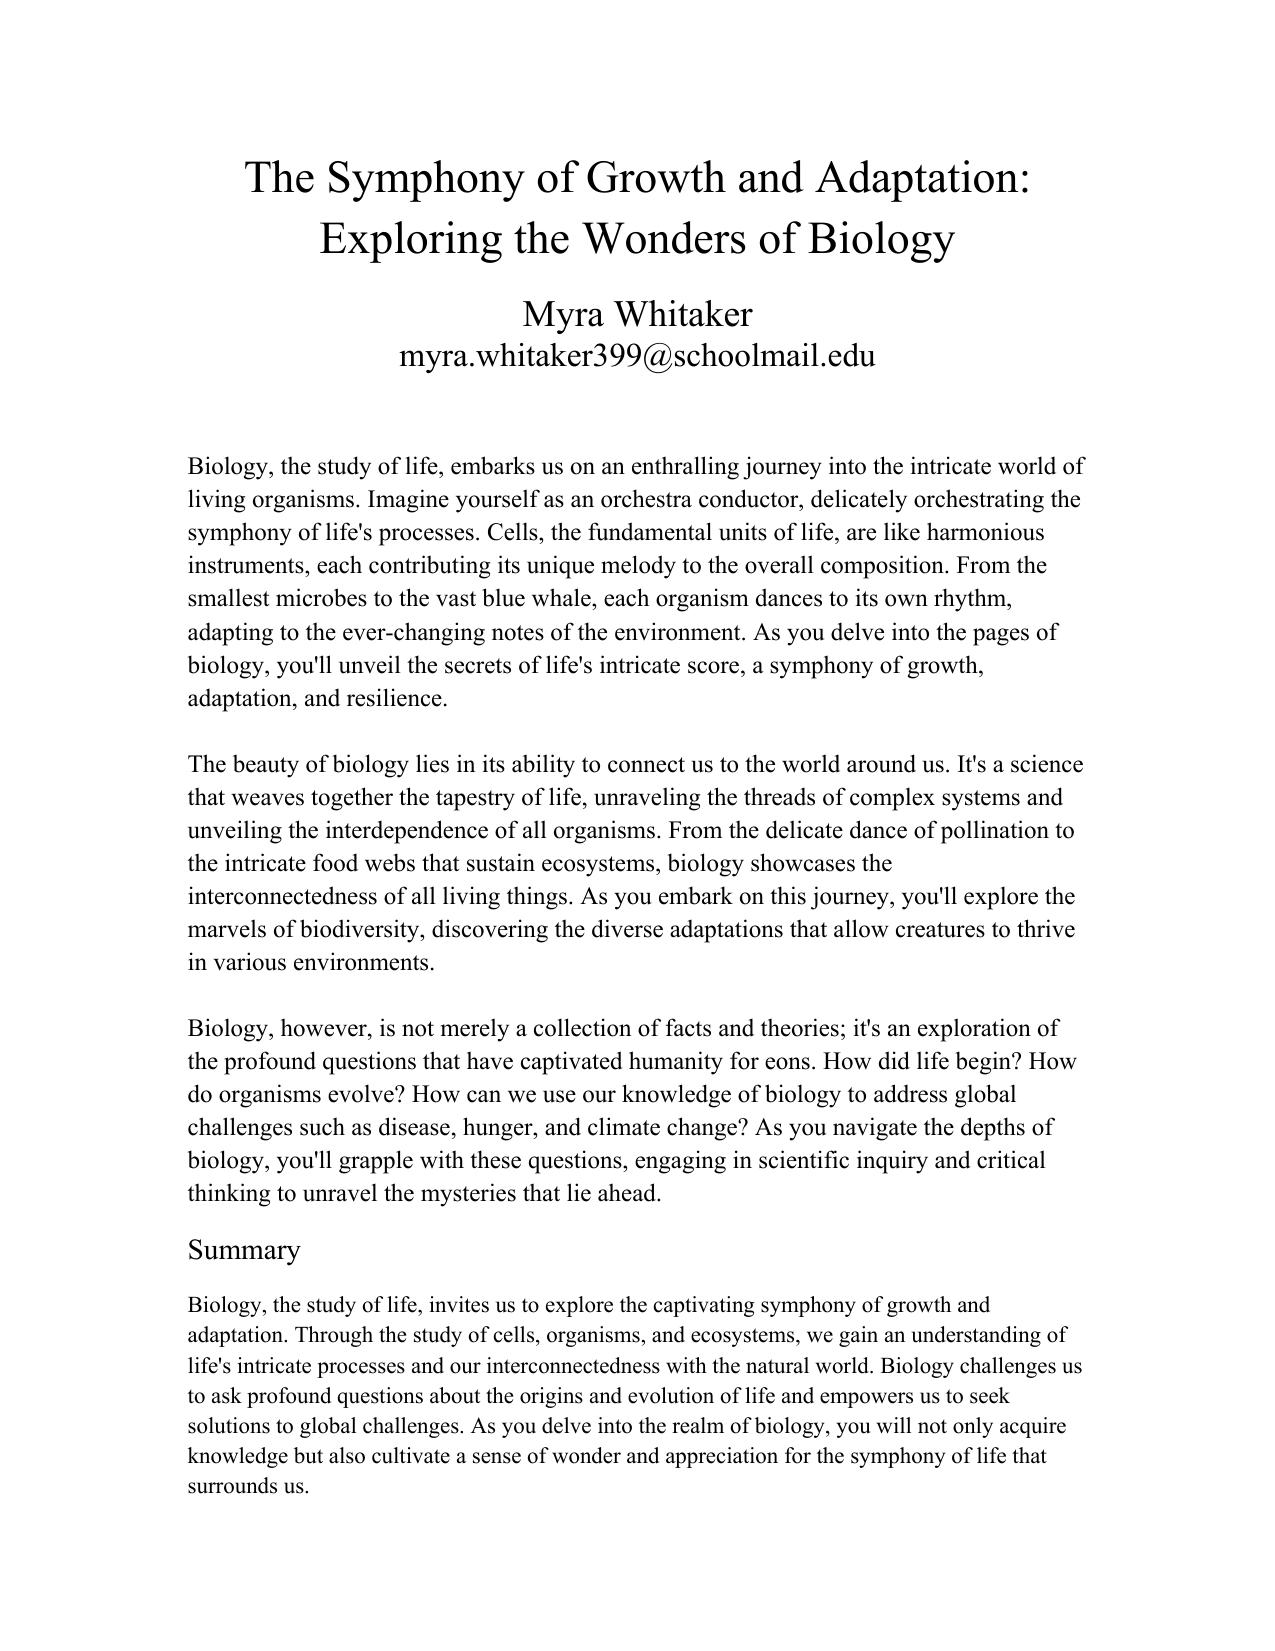 The Symphony of Growth and Adaptation:
Exploring the Wonders of Biology
Myra Whitaker
myra.whitaker399@schoolmail.edu
Biology, the study of life, embarks us on an enthralling journey into the intricate world of
living organisms. Imagine yourself as an orchestra conductor, delicately orchestrating the
symphony of life's processes. Cells, the fundamental units of life, are like harmonious
instruments, each contributing its unique melody to the overall composition. From the
smallest microbes to the vast blue whale, each organism dances to its own rhythm,
adapting to the ever-changing notes of the environment. As you delve into the pages of
biology, you'll unveil the secrets of life's intricate score, a symphony of growth,
adaptation, and resilience.
The beauty of biology lies in its ability to connect us to the world around us. It's a science
that weaves together the tapestry of life, unraveling the threads of complex systems and
unveiling the interdependence of all organisms. From the delicate dance of pollination to
the intricate food webs that sustain ecosystems, biology showcases the
interconnectedness of all living things. As you embark on this journey, you'll explore the
marvels of biodiversity, discovering the diverse adaptations that allow creatures to thrive
in various environments.
Biology, however, is not merely a collection of facts and theories; it's an exploration of
the profound questions that have captivated humanity for eons. How did life begin? How
do organisms evolve? How can we use our knowledge of biology to address global
challenges such as disease, hunger, and climate change? As you navigate the depths of
biology, you'll grapple with these questions, engaging in scientific inquiry and critical
thinking to unravel the mysteries that lie ahead.
Summary
Biology, the study of life, invites us to explore the captivating symphony of growth and
adaptation. Through the study of cells, organisms, and ecosystems, we gain an understanding of
life's intricate processes and our interconnectedness with the natural world. Biology challenges us
to ask profound questions about the origins and evolution of life and empowers us to seek
solutions to global challenges. As you delve into the realm of biology, you will not only acquire
knowledge but also cultivate a sense of wonder and appreciation for the symphony of life that
surrounds us.